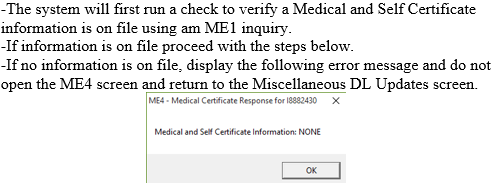 -The system will first run a check to verify a Medical and Self Certificate
information is on file using am ME1 inquiry.
-If information is on file proceed with the steps below.
-If no information is on file, display the following error message and do not
open the ME4 screen and return to the Miscellaneous DL Updates screen.
ME4 - Medical Certificate Response for I8882430 ×
Medical and Self Certificate Information: NONE
OK